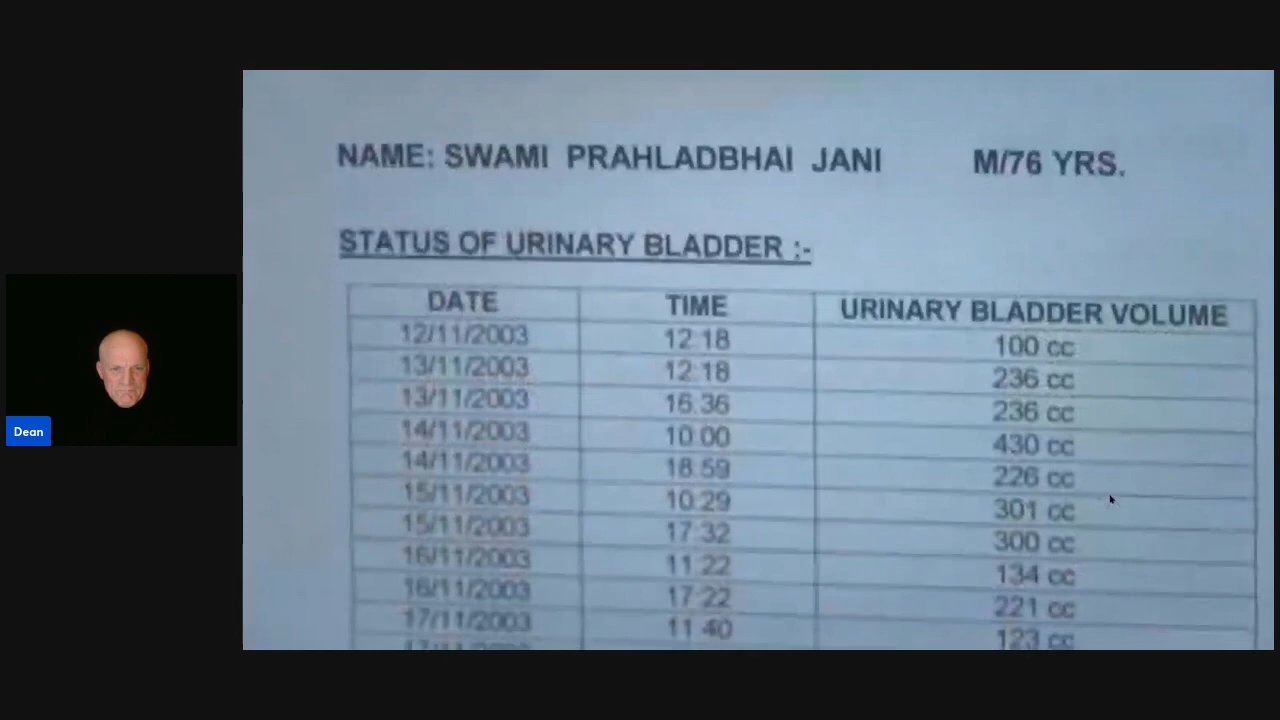 NAME: SWAMI PRAHLADBHAI JANI M/76 YRS.
STATUS OF URINARY BLADDER :-
DATE TIME URINARY BLADDER VOLUME
12/11/2003 12 18 100 cc
13/11/2003 12 18 236 cc
13/11/2003 16.36 236 cc
14/11/2003 10 00 430 cc
14/11/2003 18 59 226 cc
15/11/2003 10 29 301 cc
15/11/2003 17 32 300 cc
16/11/2003 11 22 134 cc
16/11/2003 17 22 221 cc
17/11/2003 11 40 123 cc
Dean